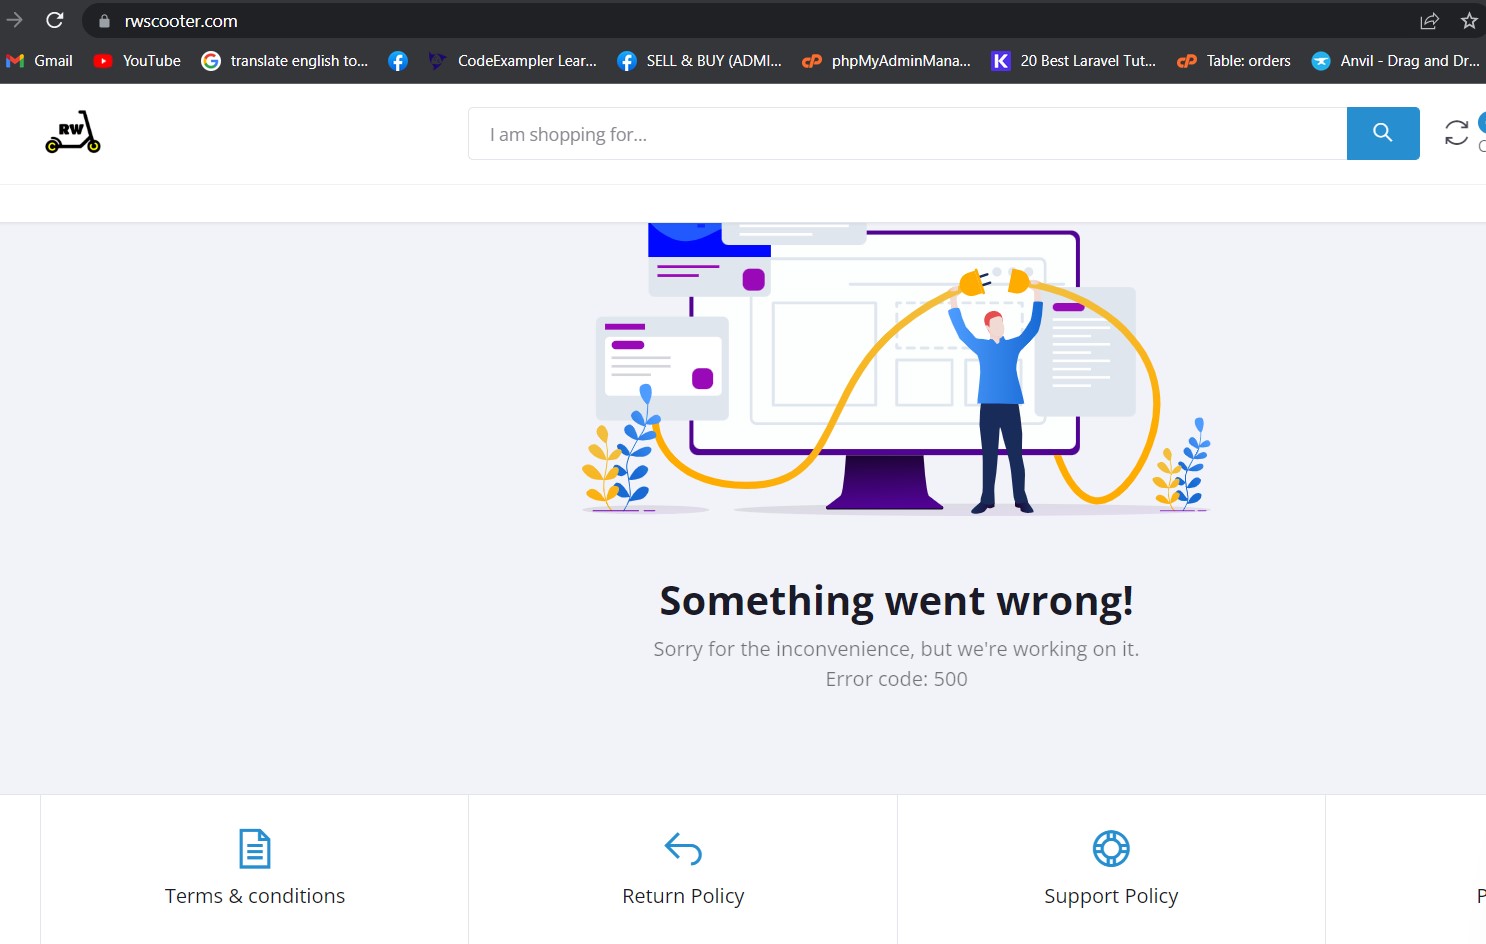 rwscooter.com
Gmail
YouTube
translate english to...
CodeExampler Lear...
SELL & BUY (ADMI...
phpMyAdminMana...
20 Best Laravel Tut...
Table: orders
Anvil - Drag and Dr...
RW
I am shopping for...
C
Something went wrong!
Sorry for the inconvenience, but we're working on it.
Error code: 500
Terms & conditions
Return Policy
Support Policy
P